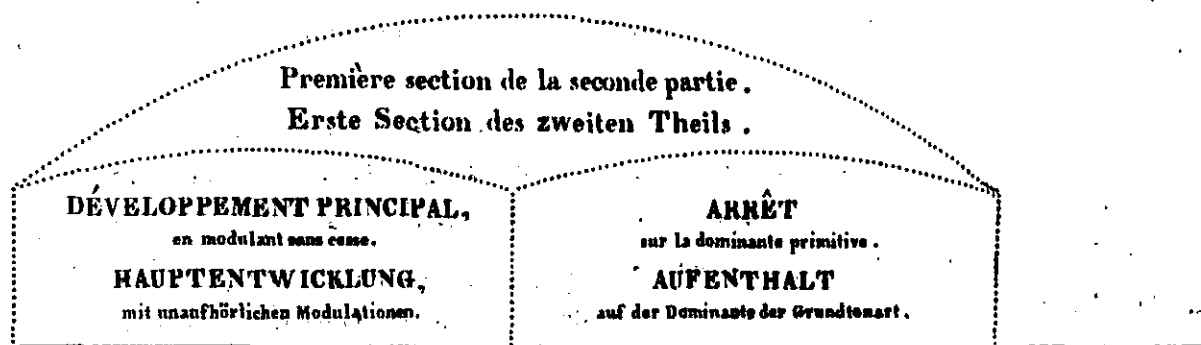 Première section de la seconde partie.
Erste Section des zweiten Theils.
DÉVELOPPEMENT PRINCIPAL,
en modulant sans cesse.
HAUPTENTWICKLUNG,
mit unaufhörlichen Modulationen.
ARRÊT
sur la dominante primitive.
AUFENTHALT
auf der Dominante der Grundtonart.